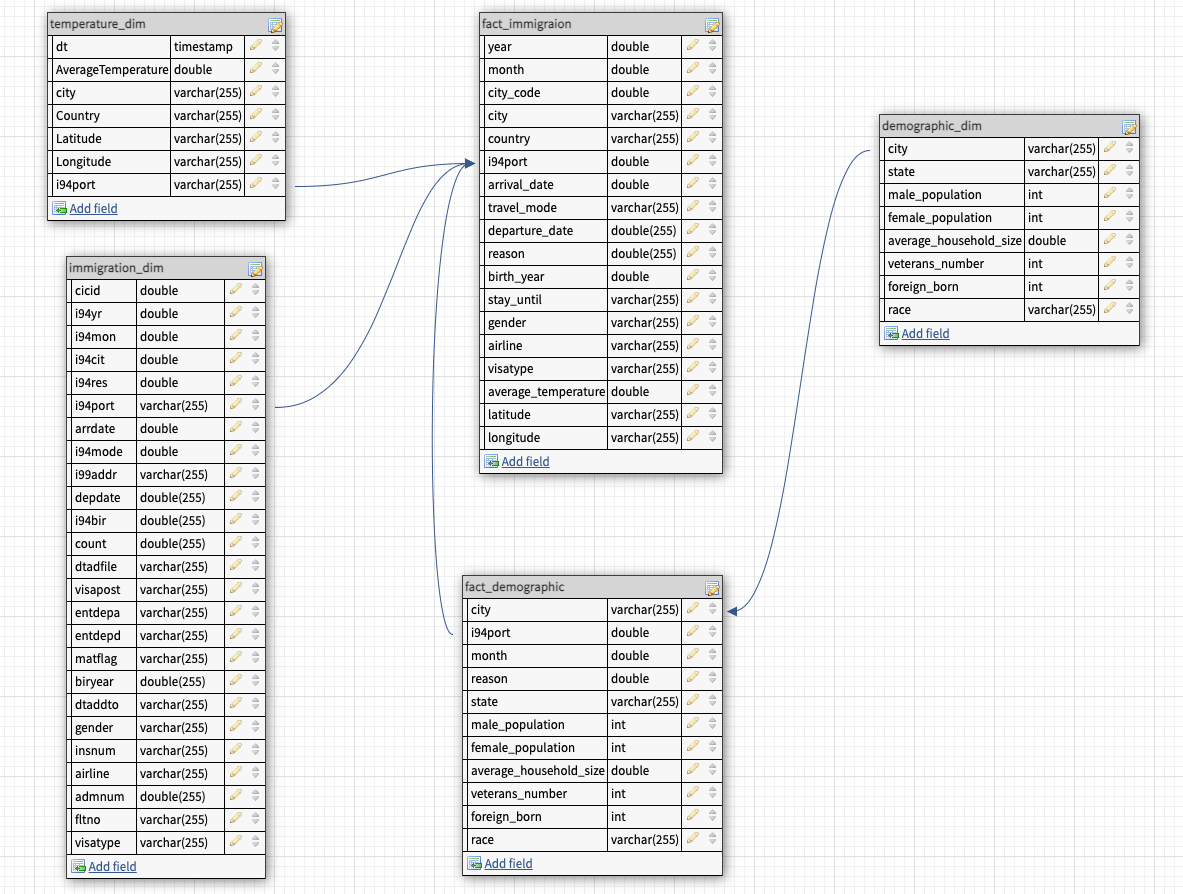 temperature_dim
dt timestamp
AverageTemperature double
city varchar(255)
Country varchar(255)
Latitude varchar(255)
Longitude varchar(255)
i94port varchar(255)
Add field
immigration_dim
cicid double
i94yr double
i94mon double
i94cit double
i94res double
i94port varchar(255)
arrdate double
i94mode double
i99addr varchar(255)
depdate double(255)
i94bir double(255)
count double(255)
dtadfile varchar(255)
visapost varchar(255)
entdepa varchar(255)
entdepd varchar(255)
matflag varchar(255)
biryear double(255)
dtaddto varchar(255)
gender varchar(255)
insnum varchar(255)
airline varchar(255)
admnum double(255)
fltno varchar(255)
visatype varchar(255)
Add field
fact_immigraion
year double
month double
city_code double
city varchar(255)
country varchar(255)
i94port double
arrival_date double
travel_mode varchar(255)
departure_date double(255)
reason double(255)
birth_year double
stay_until varchar(255)
gender varchar(255)
airline varchar(255)
visatype varchar(255)
average_temperature double
latitude varchar(255)
longitude varchar(255)
Add field
fact_demographic
city varchar(255)
i94port double
month double
reason double
state varchar(255)
male_population int
female_population int
average_household_size double
veterans_number int
foreign_born int
race varchar(255)
Add field
demographic_dim
city varchar(255)
state varchar(255)
male_population int
female_population int
average_household_size double
veterans_number int
foreign_born int
race varchar(255)
Add field